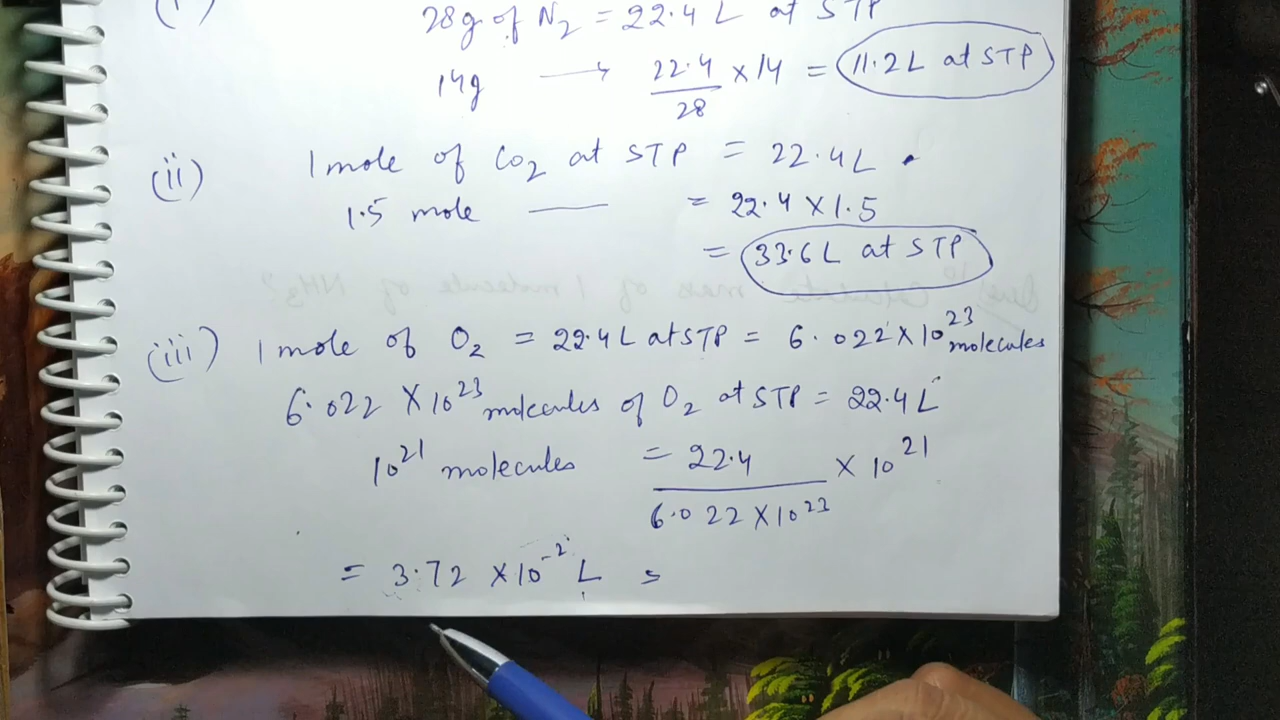 (i) 28g of N2 = 22.4 L at STP
14g → 22.4/28 × 14 = 11.2L at STP
(ii) 1 mole of CO2 at STP = 22.4L
1.5 mole — = 22.4 × 1.5
= 33.6L at STP
(iii) 1 mole of O2 = 22.4L at STP = 6.022 × 10^23 molecules
6.022 × 10^23 molecules of O2 at STP = 22.4L
10^21 molecules = 22.4/6.022 × 10^23 × 10^21
= 3.72 × 10^-2 L s